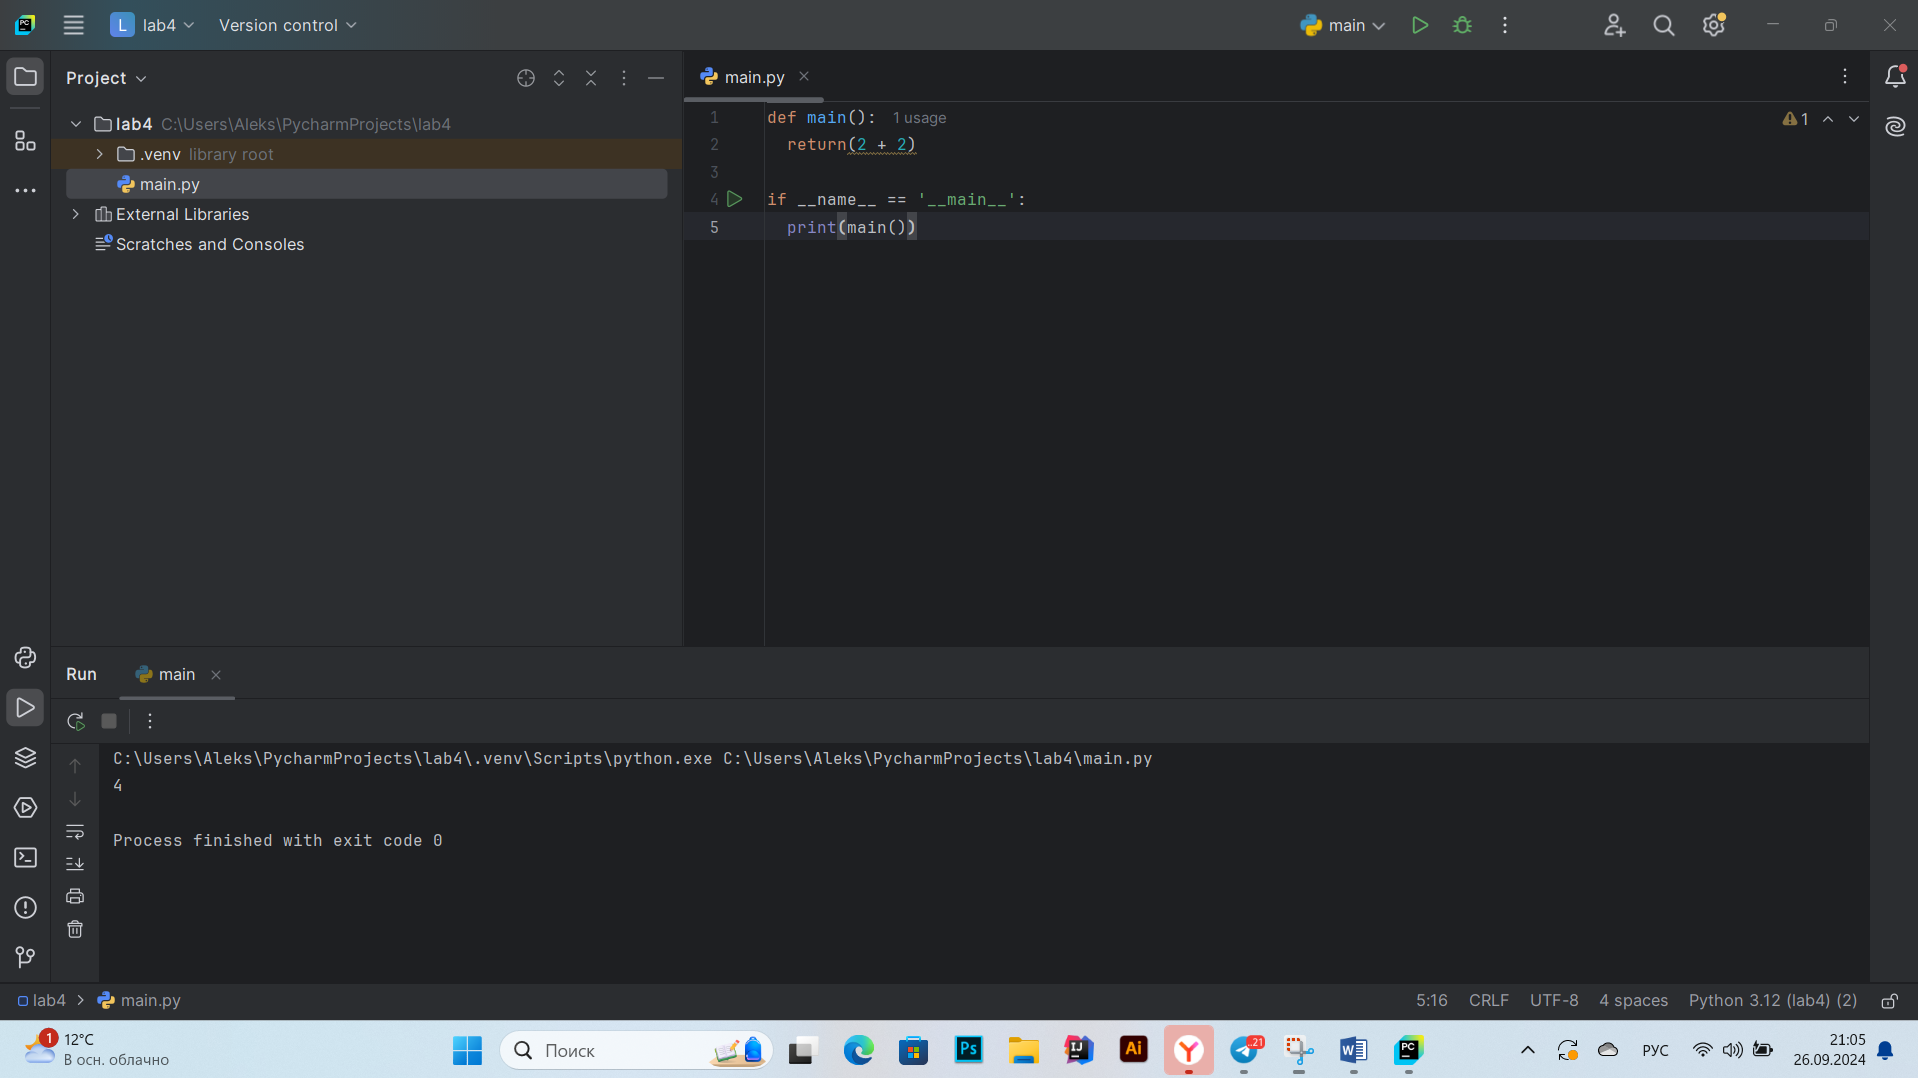 L lab4 Version control main
Project
main.py
lab4 C:\Users\Aleks\PycharmProjects\lab4
.venv library root
main.py
External Libraries
Scratches and Consoles
1 def main(): 1 usage
2 return(2 + 2)
3
4 if __name__ == '__main__':
5 print(main())
1
Run main
C:\Users\Aleks\PycharmProjects\lab4\.venv\Scripts\python.exe C:\Users\Aleks\PycharmProjects\lab4\main.py
4
Process finished with exit code 0
lab4 main.py 5:16 CRLF UTF-8 4 spaces Python 3.12 (lab4) (2)
1 12°C
В осн. облачно
Поиск
Ps
IJ
Ai
Y
..21
W
PC
РУС
21:05
26.09.2024